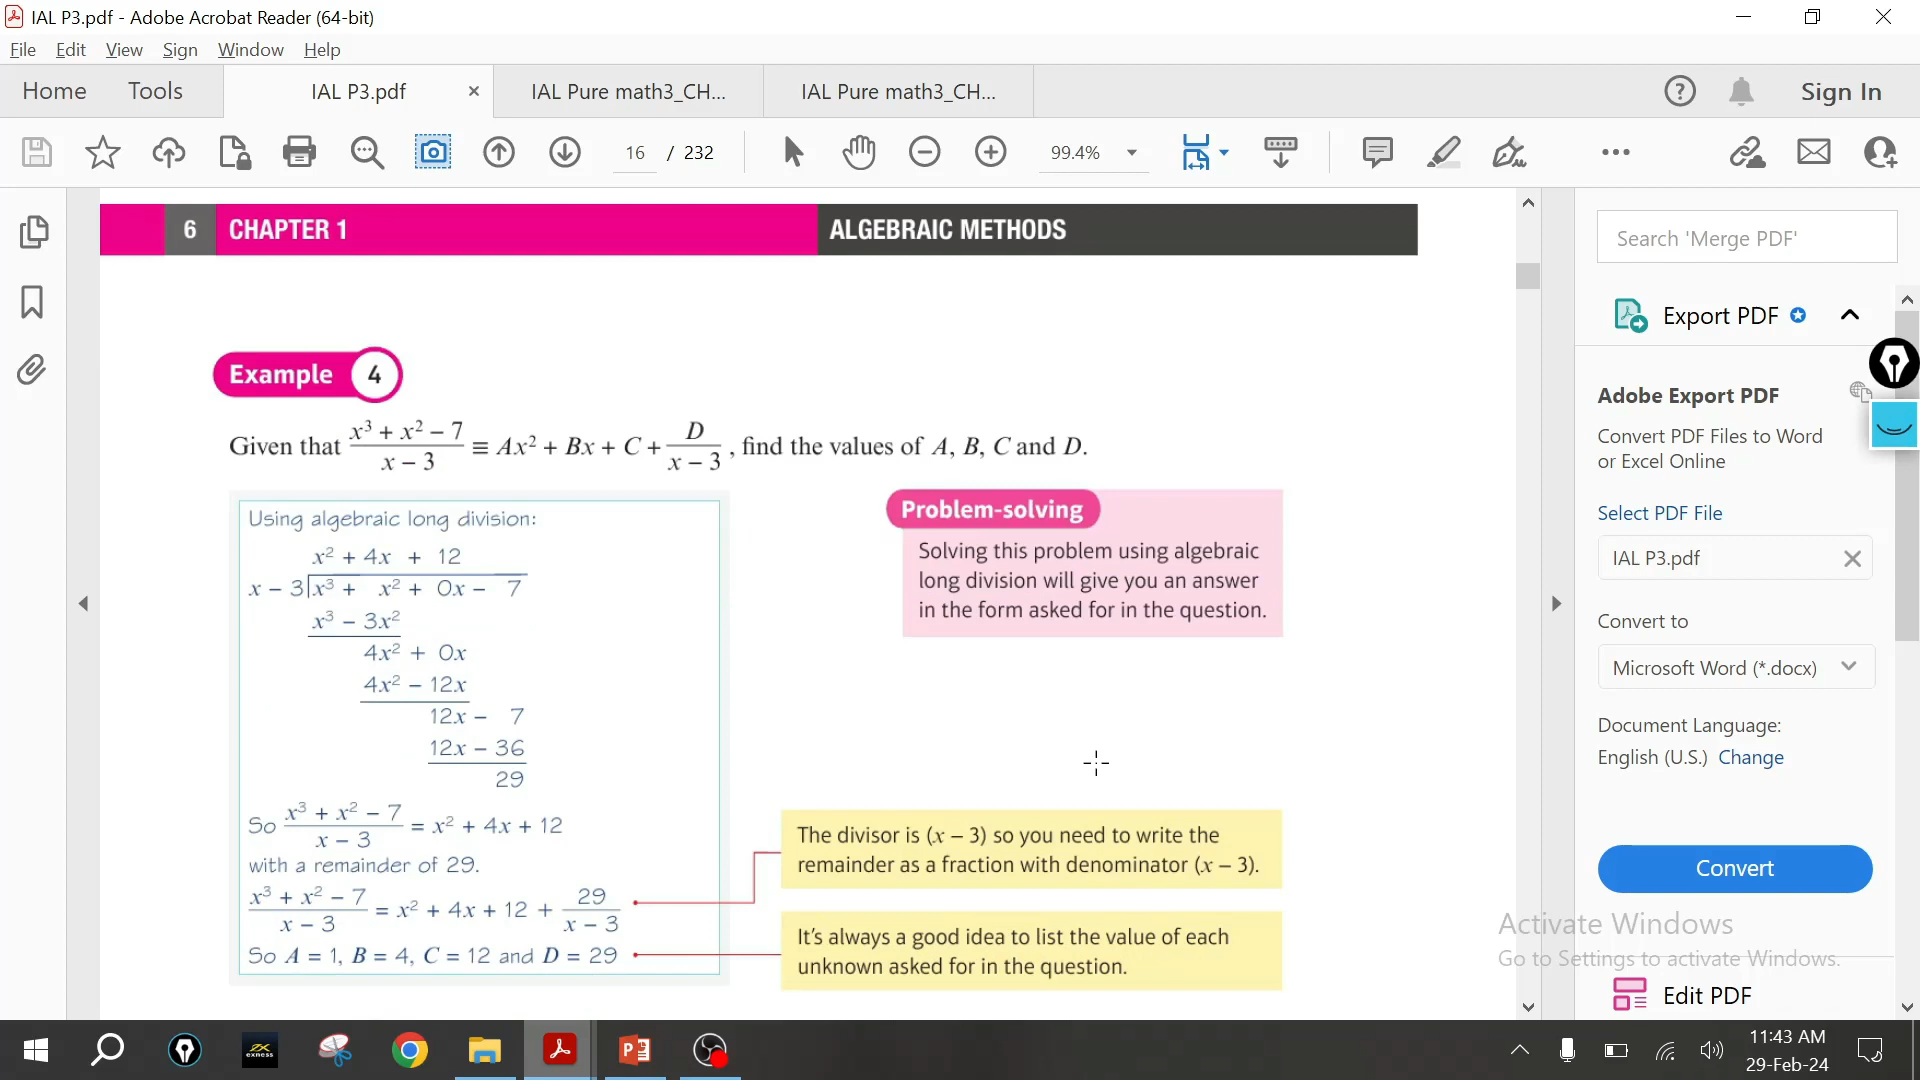 IAL P3.pdf - Adobe Acrobat Reader (64-bit)
File Edit View Sign Window Help
Home Tools IAL P3.pdf × IAL Pure math3_CH... IAL Pure math3_CH... Sign In
16 / 232 99.4%
6 CHAPTER 1 ALGEBRAIC METHODS
Search 'Merge PDF'
Export PDF
Example 4
Adobe Export PDF
Convert PDF Files to Word
or Excel Online
Select PDF File
IAL P3.pdf
Convert to
Microsoft Word (*.docx)
Document Language:
English (U.S.) Change
Convert
Edit PDF
Given that (x³ + x² – 7)/(x – 3) ≡ Ax² + Bx + C + D/(x – 3), find the values of A, B, C and D.
Using algebraic long division:
x² + 4x + 12
x – 3 x³ + x² + 0x – 7
x³ – 3x²
4x² + 0x
4x² – 12x
12x – 7
12x – 36
29
So (x³ + x² – 7)/(x – 3) = x² + 4x + 12
with a remainder of 29.
(x³ + x² – 7)/(x – 3) = x² + 4x + 12 + 29/(x – 3)
So A = 1, B = 4, C = 12 and D = 29
Problem-solving
Solving this problem using algebraic
long division will give you an answer
in the form asked for in the question.
The divisor is (x – 3) so you need to write the
remainder as a fraction with denominator (x – 3).
It's always a good idea to list the value of each
unknown asked for in the question.
Activate Windows
Go to Settings to activate Windows.
exness
11:43 AM
29-Feb-24